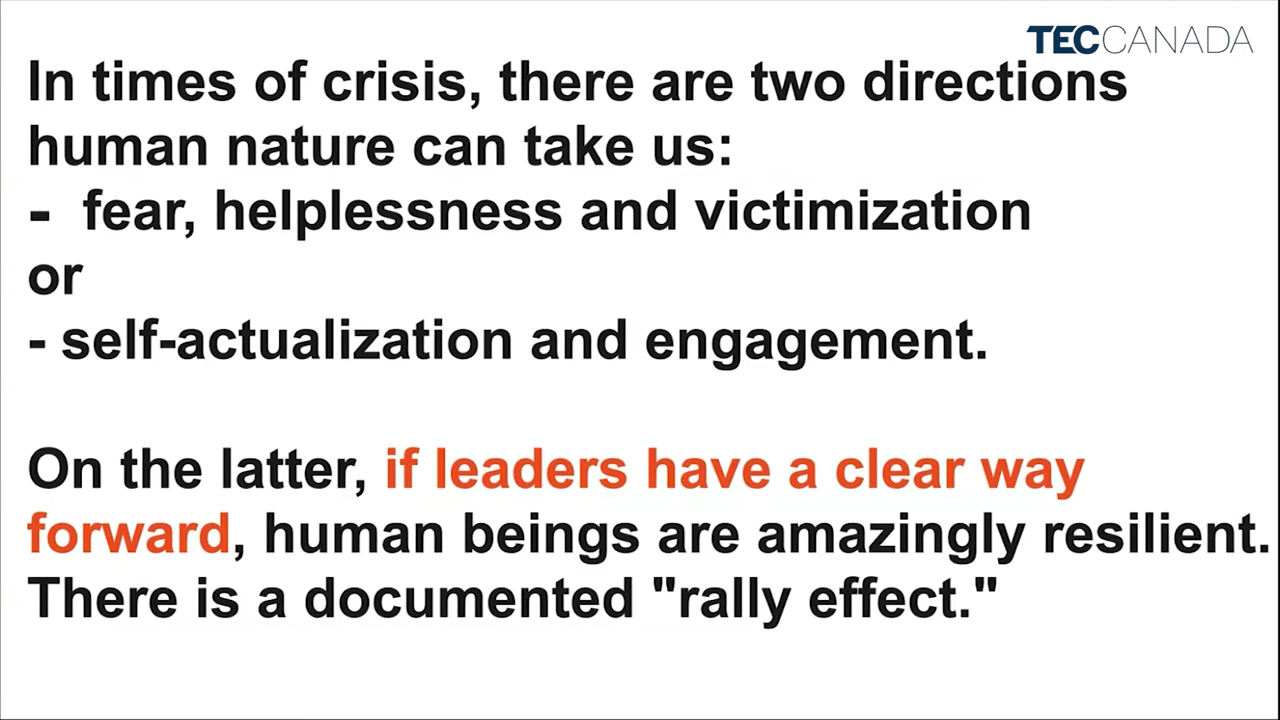 TECCANADA
In times of crisis, there are two directions
human nature can take us:
- fear, helplessness and victimization
or
- self-actualization and engagement.
On the latter, if leaders have a clear way
forward, human beings are amazingly resilient.
There is a documented "rally effect."